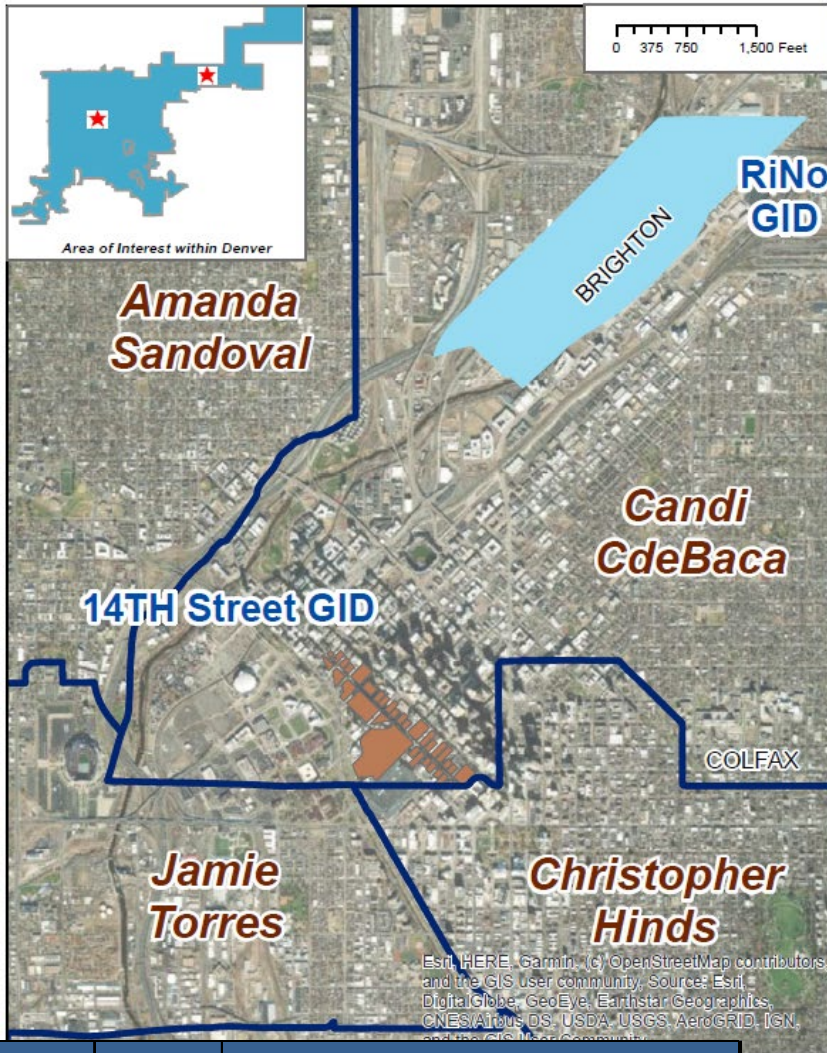 0 375 750 1,500 Feet
Area of Interest within Denver
RiNo
GID
BRIGHTON
Amanda
Sandoval
Candi
CdeBaca
14TH Street GID
COLFAX
Jamie
Torres
Christopher
Hinds
Esri, HERE, Garmin, (c) OpenStreetMap contributors,
and the GIS user community, Source: Esri,
DigitalGlobe, GeoEye, Earthstar Geographics,
CNES/Airbus DS, USDA, USGS, AeroGRID, IGN,
and the GIS User Community